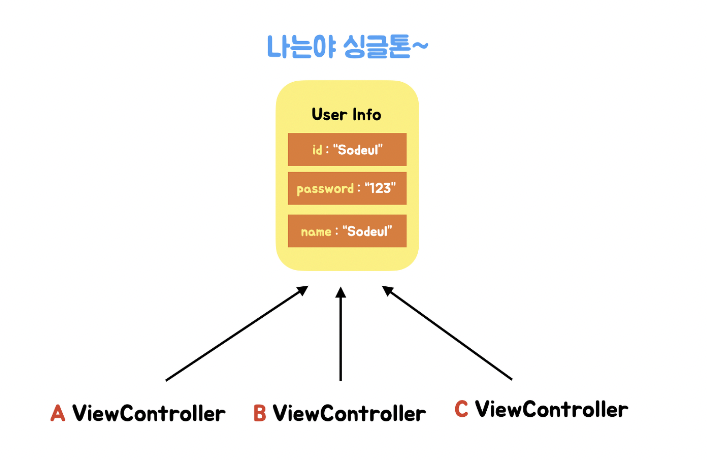 나는야 싱글톤~
User Info
id : "Sodeul"
password : "123"
name : "Sodeul"
A ViewController
B ViewController
C ViewController